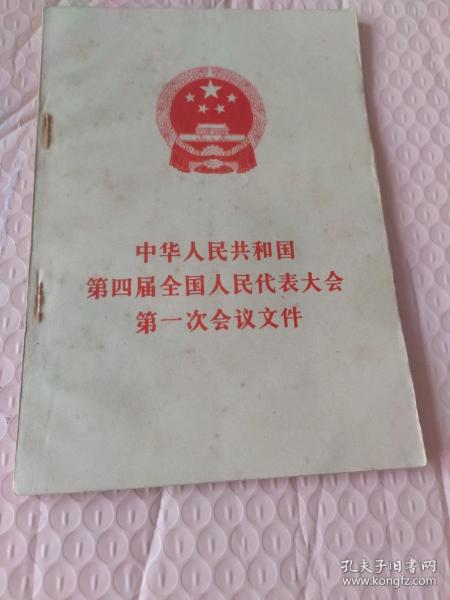 中华人民共和国
第四届全国人民代表大会
第一次会议文件
孔夫子旧书网
www.kongfz.com